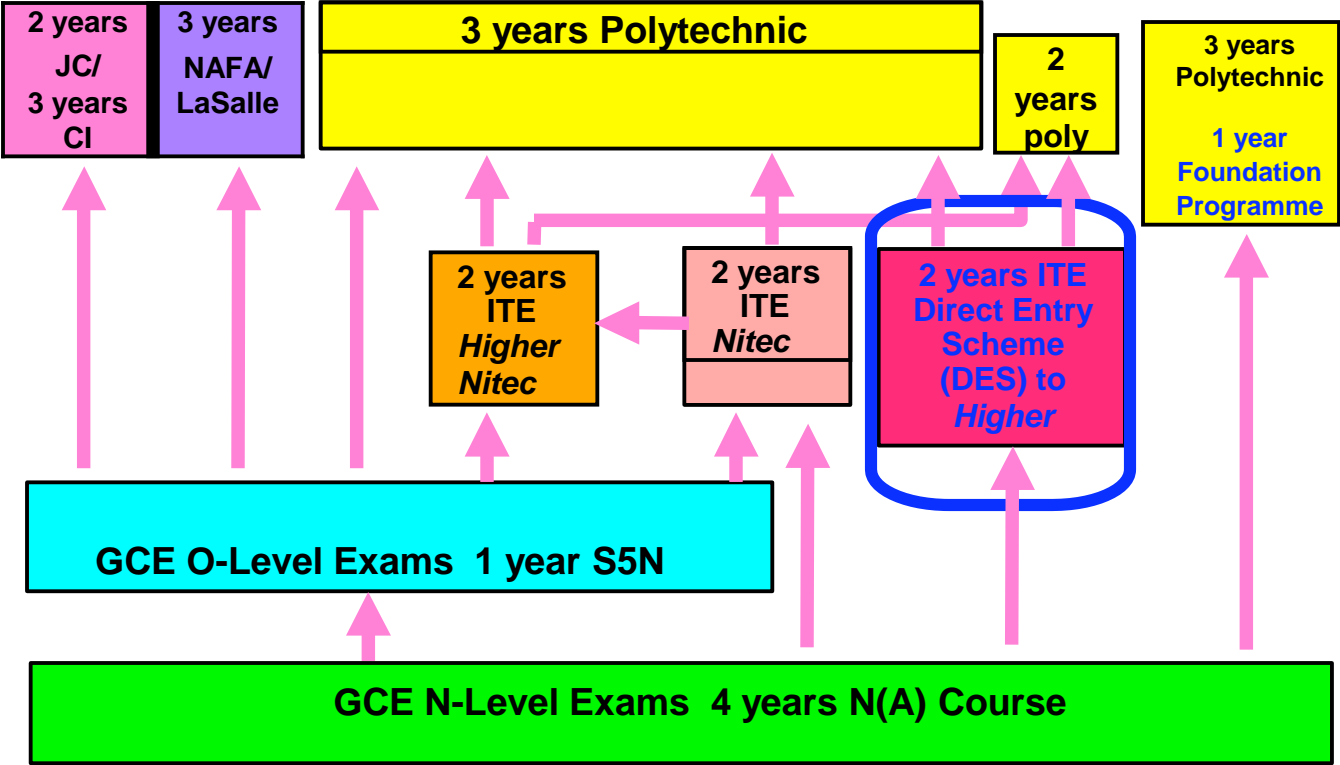 2 years
JC/
3 years
CI
3 years
NAFA/
LaSalle
3 years Polytechnic
2
years
poly
3 years
Polytechnic
1 year
Foundation
Programme
2 years
ITE
Higher
Nitec
2 years
ITE
Nitec
2 years ITE
Direct Entry
Scheme
(DES) to
Higher
GCE O-Level Exams 1 year S5N
GCE N-Level Exams 4 years N(A) Course